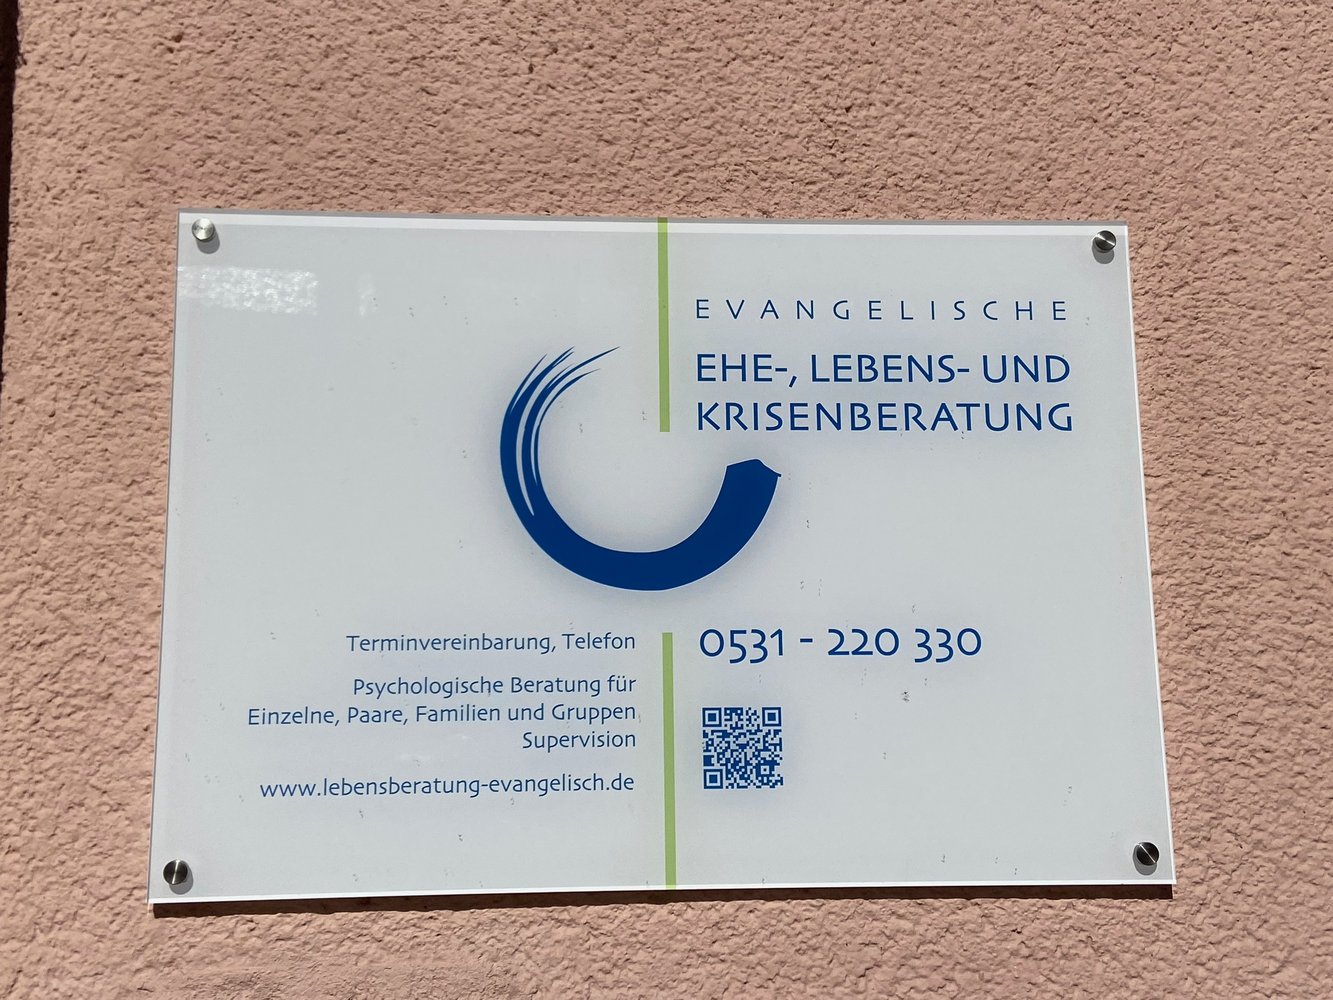 EVANGELISCHE
EHE-, LEBENS- UND
KRISENBERATUNG
Terminvereinbarung, Telefon
0531 - 220 330
Psychologische Beratung für
Einzelne, Paare, Familien und Gruppen
Supervision
www.lebensberatung-evangelisch.de